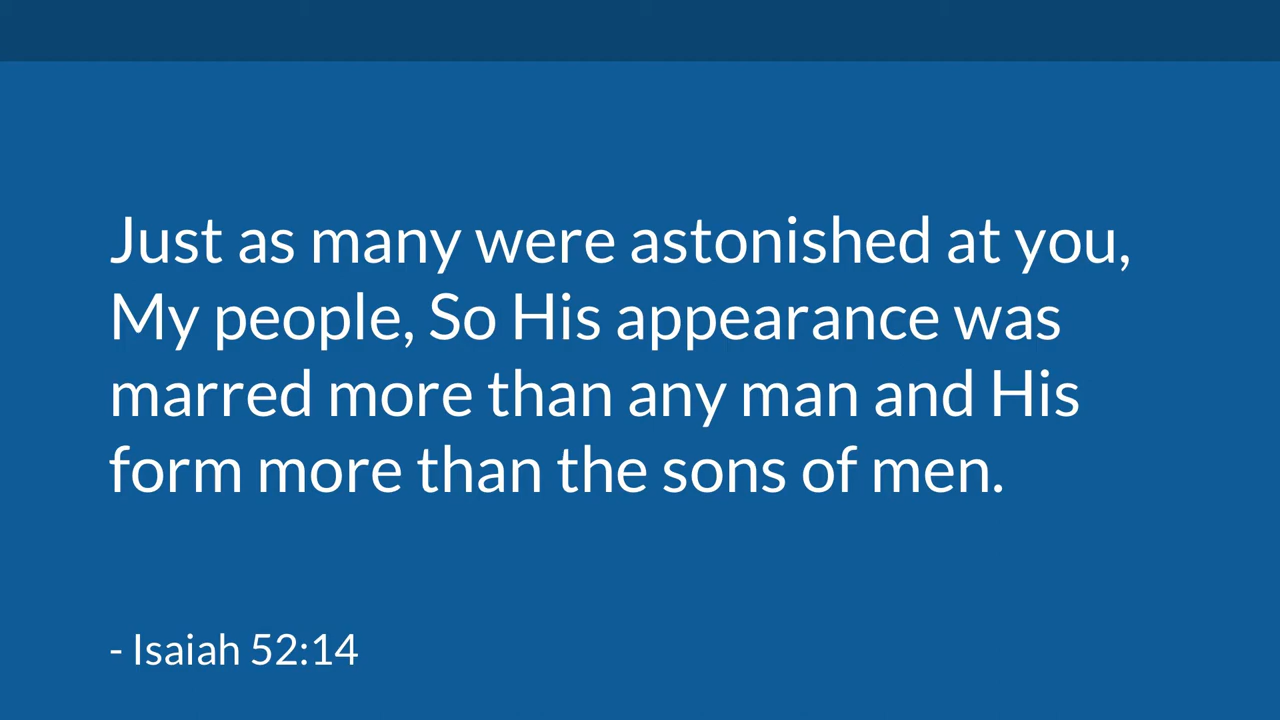 Just as many were astonished at you,
My people, So His appearance was
marred more than any man and His
form more than the sons of men.
- Isaiah 52:14